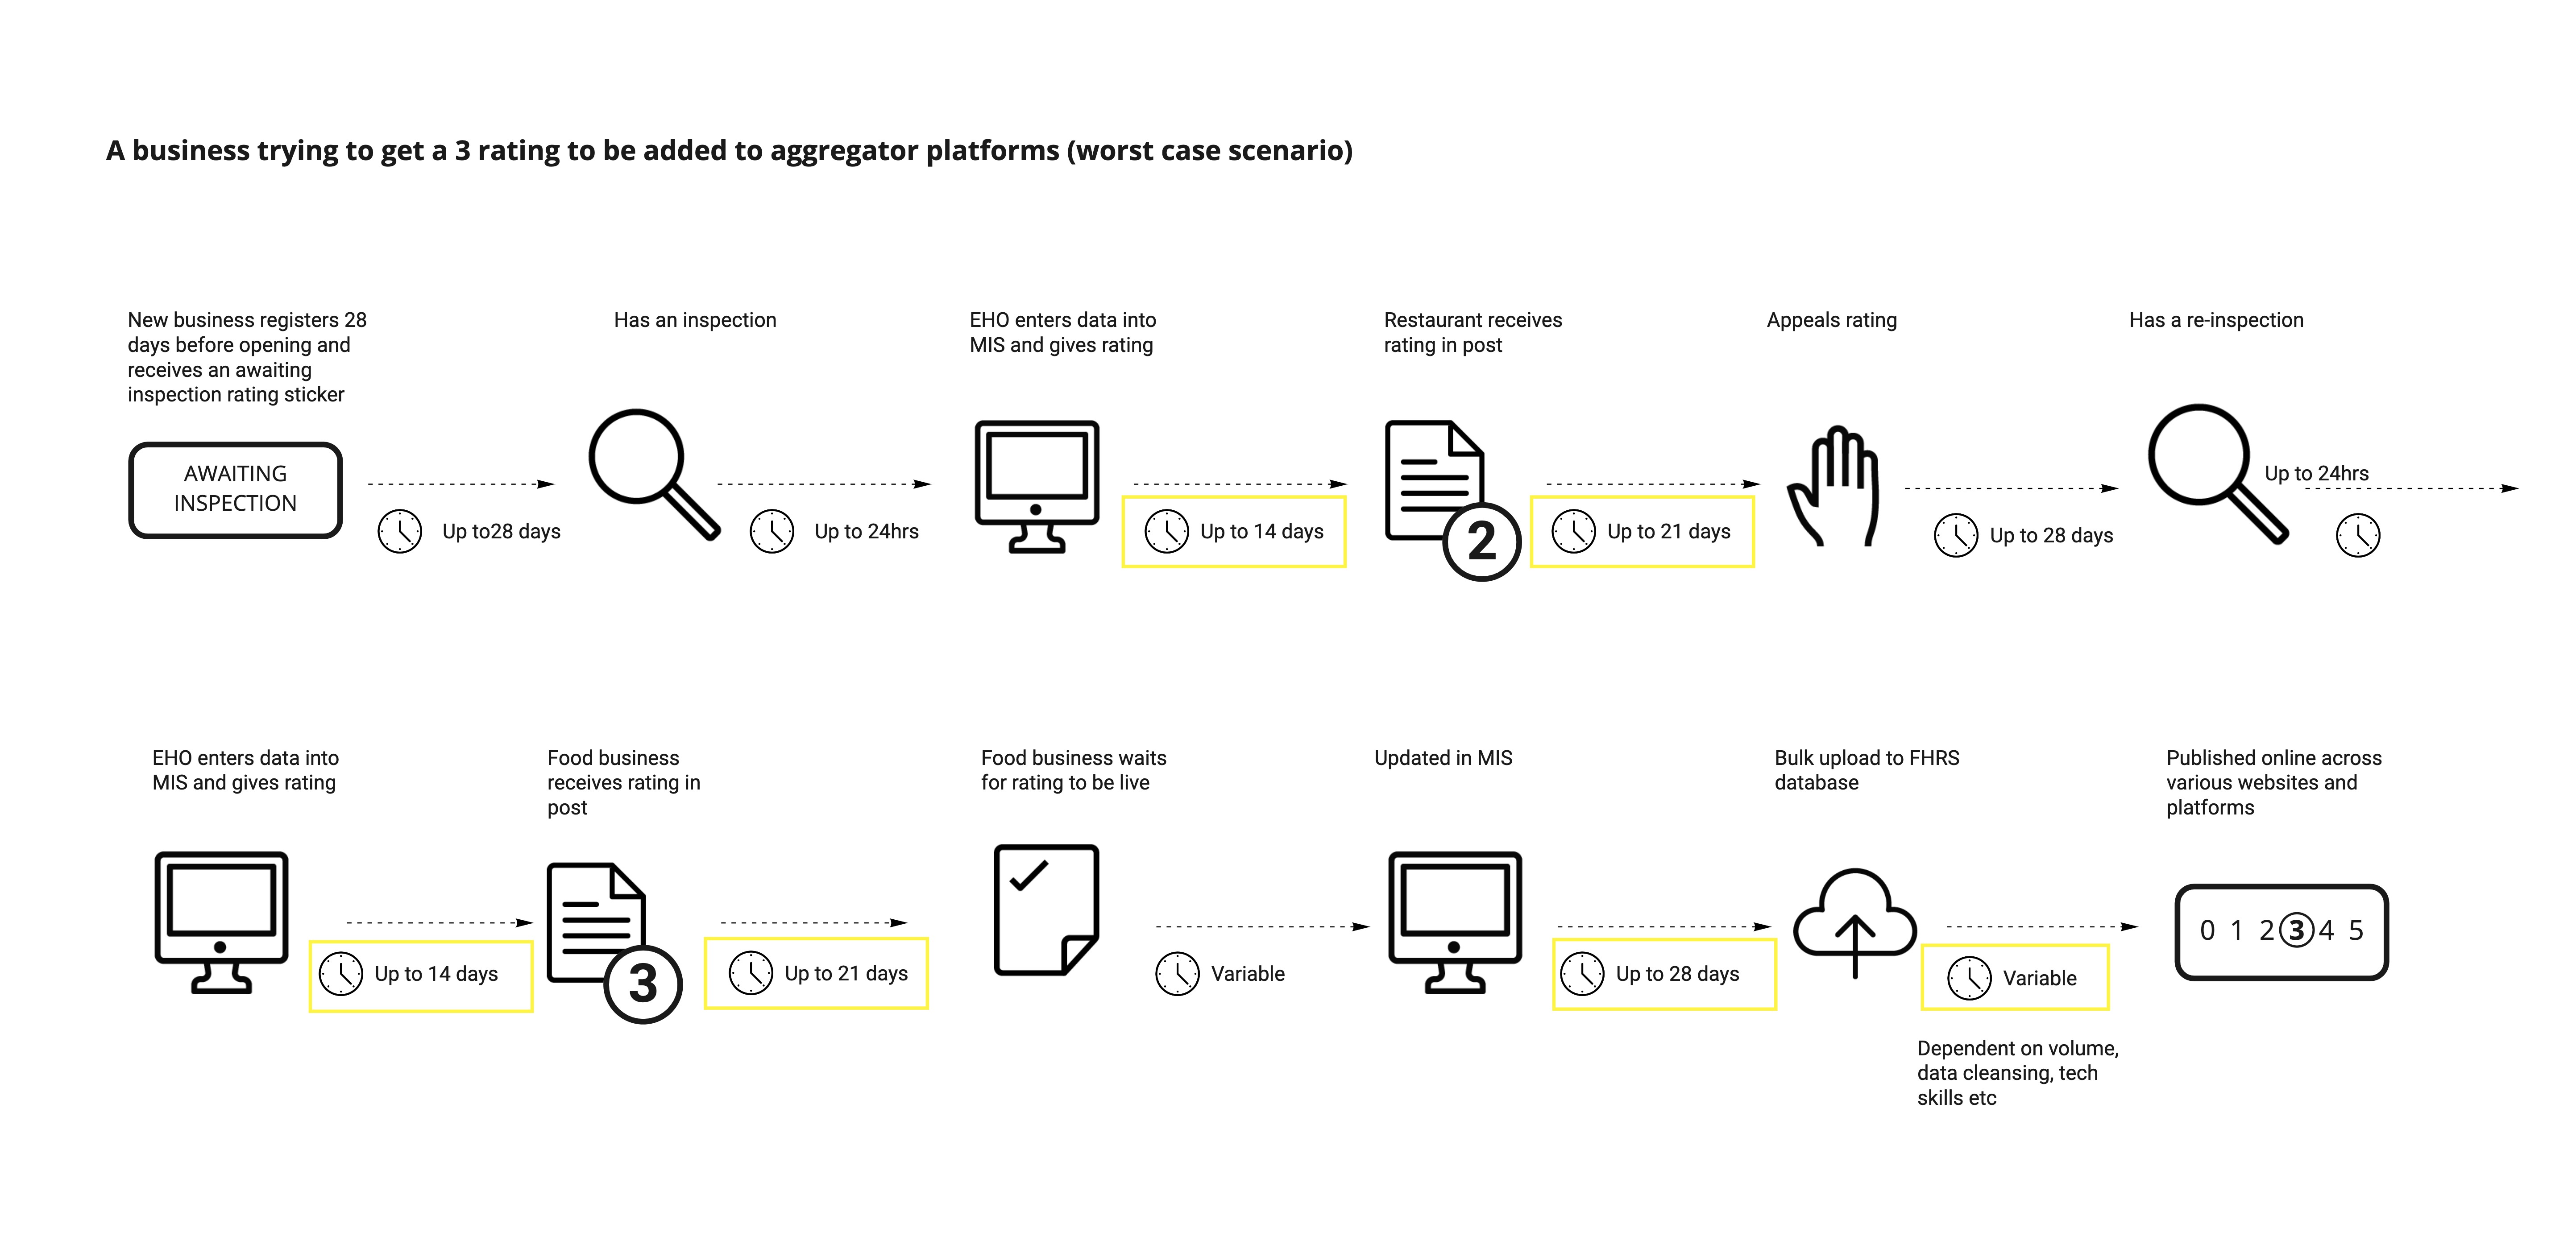 A business trying to get a 3 rating to be added to aggregator platforms (worst case scenario)
New business registers 28
days before opening and
receives an awaiting
inspection rating sticker
AWAITING
INSPECTION
Up to28 days
Has an inspection
Up to 24hrs
EHO enters data into
MIS and gives rating
Up to 14 days
Restaurant receives
rating in post
2
Up to 21 days
Appeals rating
Up to 28 days
Has a re-inspection
Up to 24hrs
EHO enters data into
MIS and gives rating
Up to 14 days
Food business
receives rating in
post
3
Up to 21 days
Food business waits
for rating to be live
Variable
Updated in MIS
Up to 28 days
Bulk upload to FHRS
database
Variable
Dependent on volume,
data cleansing, tech
skills etc
Published online across
various websites and
platforms
0 1 2 3 4 5